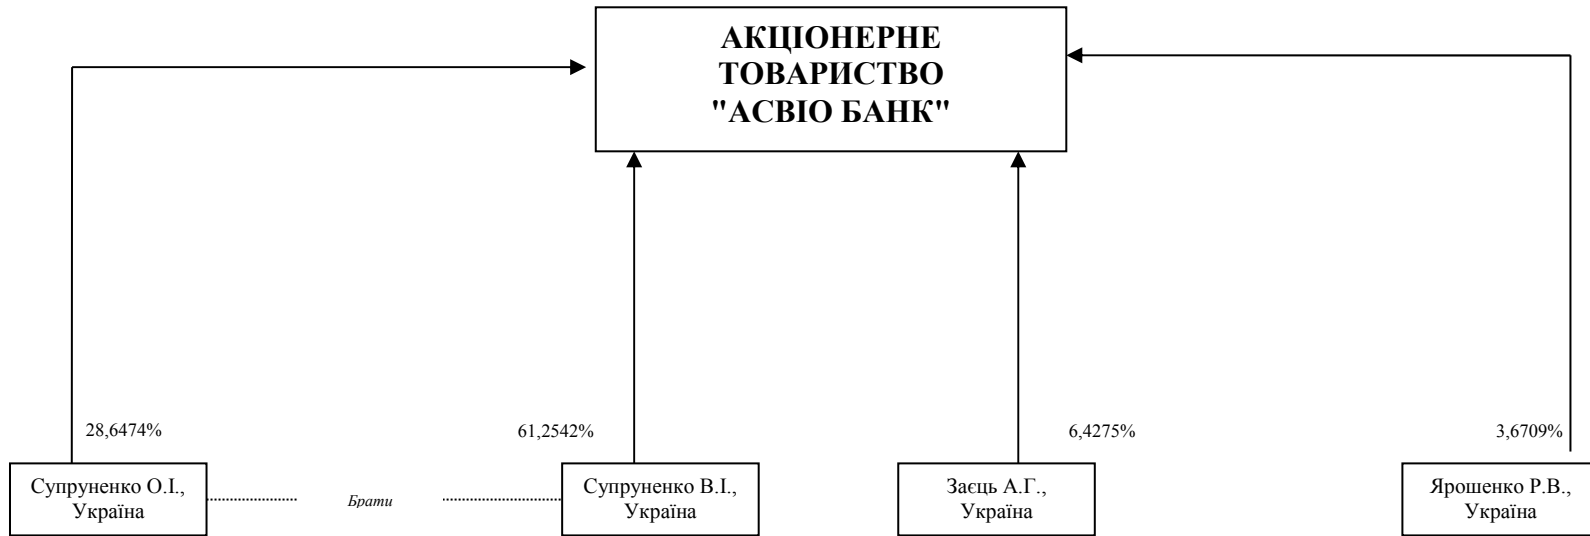 АКЦІОНЕРНЕ
ТОВАРИСТВО
"АСВІО БАНК"
28,6474%
61,2542%
6,4275%
3,6709%
Супруненко О.І.,
Україна
Брати
Супруненко В.І.,
Україна
Заєць А.Г.,
Україна
Ярошенко Р.В.,
Україна